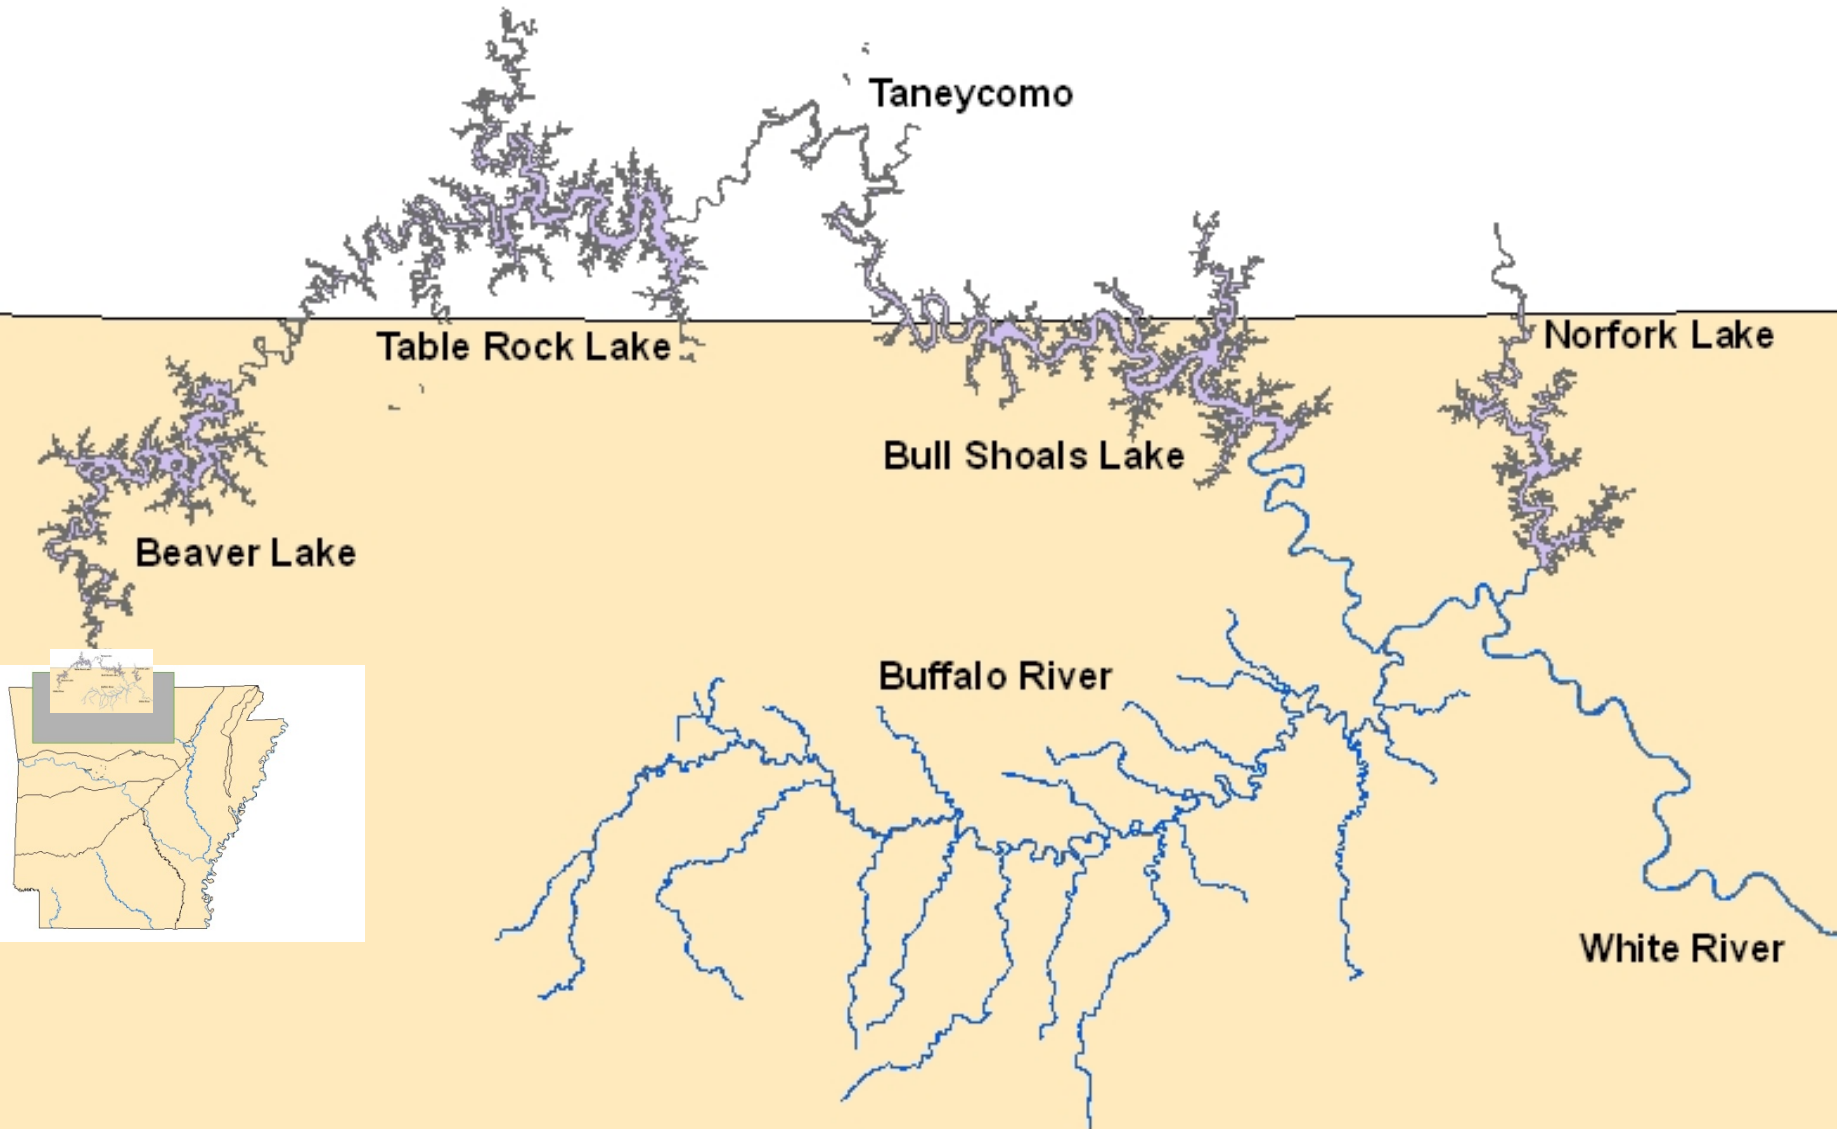 Taneycomo
Table Rock Lake
Norfork Lake
Bull Shoals Lake
Beaver Lake
Buffalo River
White River